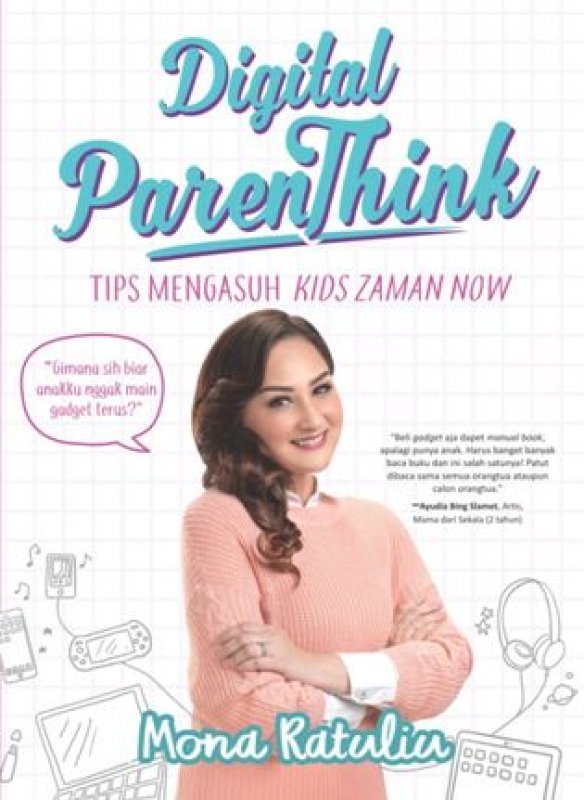 Digital
ParenThink
TIPS MENGASUH KIDS ZAMAN NOW
"Gimana sih biar
anakku nggak main
gadget terus?"
"Beli gadget aja dapet manual book,
apalagi punya anak. Harus banget banyak
baca buku dan ini salah satunya! Patut
dibaca sama semua orangtua ataupun
calon orangtua."
—Ayudia Bing Slamet, Artis,
Mama dari Sekala (2 tahun)
Mona Ratuliu